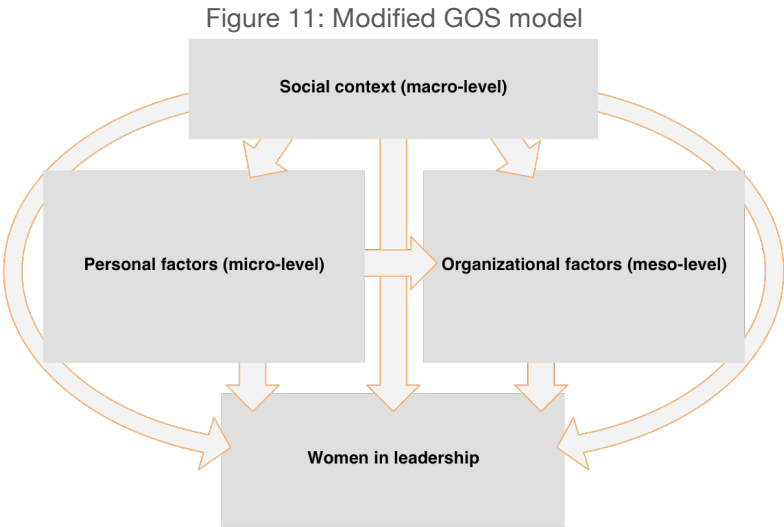 Figure 11: Modified GOS model
Social context (macro-level)
Personal factors (micro-level)
Organizational factors (meso-level)
Women in leadership